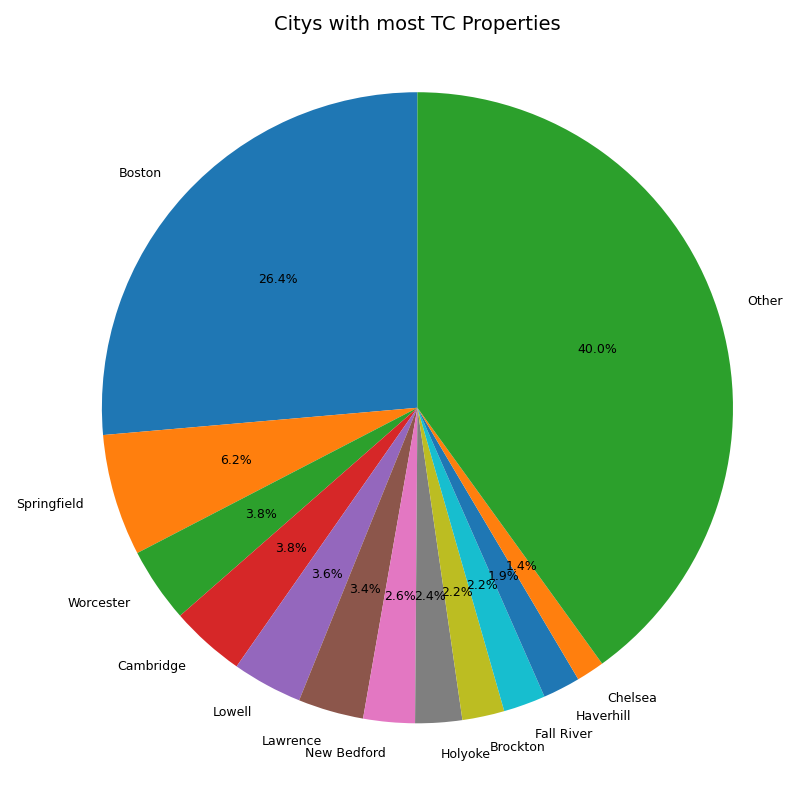 Citys with most TC Properties
Boston
26.4%
Springfield
6.2%
Worcester
3.8%
Cambridge
3.8%
Lowell
3.6%
Lawrence
3.4%
New Bedford
2.6%
Holyoke
2.4%
Brockton
2.2%
Fall River
2.2%
Haverhill
1.9%
Chelsea
1.4%
Other
40.0%